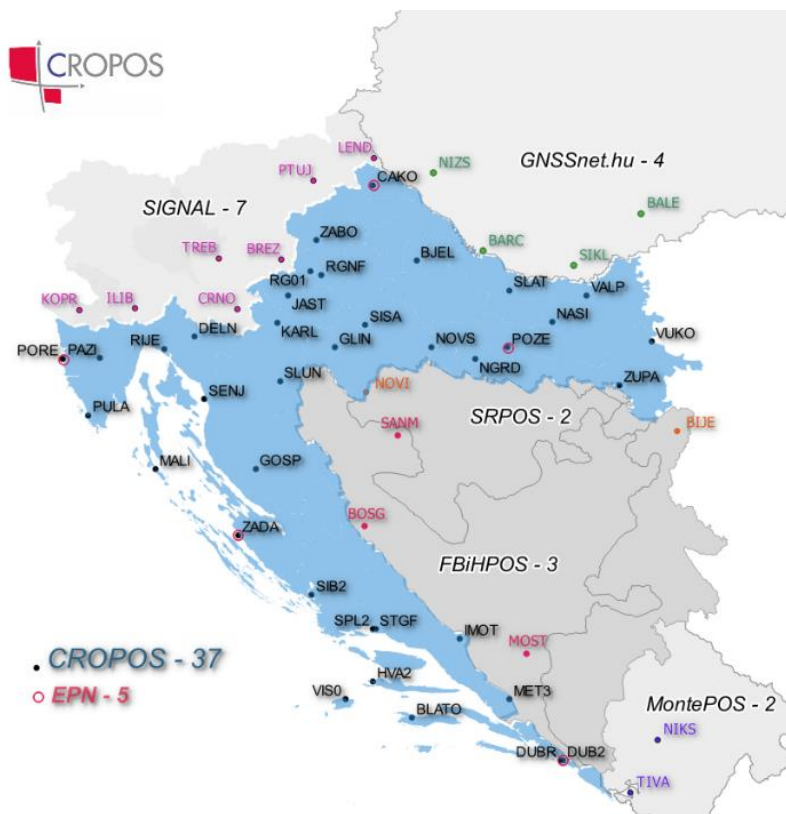 CROPOS
LEND
NIZS
GNSSnet.hu - 4
PTUJ
CAKO
SIGNAL - 7
BALE
ZABO
BARC
TREB
BREZ
BJEL
SIKL
RGNF
RG01
SLAT
VALP
KOPR
ILIB
CRNO
JAST
NASI
DELN
KARL
SISA
PORE
PAZI
RIJE
GLIN
NOVS
POZE
VUKO
NGRD
SLUN
NOVI
ZUPA
SENJ
PULA
SRPOS - 2
SANM
BIJE
MALI
GOSP
BOSG
ZADA
FBiHPOS - 3
SIB2
SPL2
STGF
IMOT
MOST
CROPOS - 37
HVA2
EPN - 5
VIS0
MET3
BLATO
MontePOS - 2
NIKS
DUBR
DUB2
TIVA